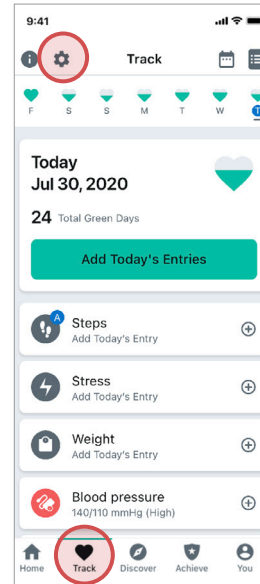 9:41
Track
F S S M T W T
Today
Jul 30, 2020
24 Total Green Days
Add Today's Entries
A
Steps
Add Today's Entry
Stress
Add Today's Entry
Weight
Add Today's Entry
Blood pressure
140/110 mmHg (High)
Home Track Discover Achieve You